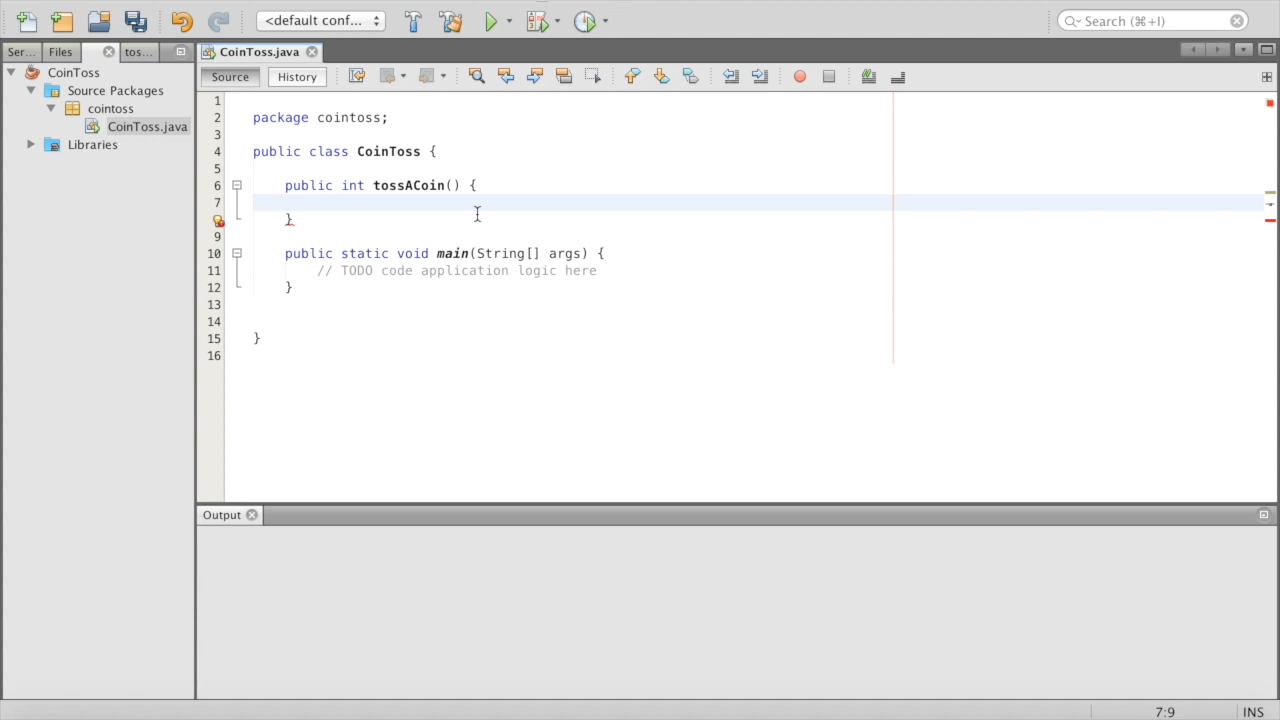 <default conf...
Search (⌘+I)
Ser... Files tos... CoinToss.java
CoinToss
Source Packages
cointoss
CoinToss.java
Libraries
Source History
1
2 package cointoss;
3
4 public class CoinToss {
5
6 public int tossACoin() {
7
}
9
10 public static void main(String[] args) {
11 // TODO code application logic here
12 }
13
14
15 }
16
Output
7:9 INS